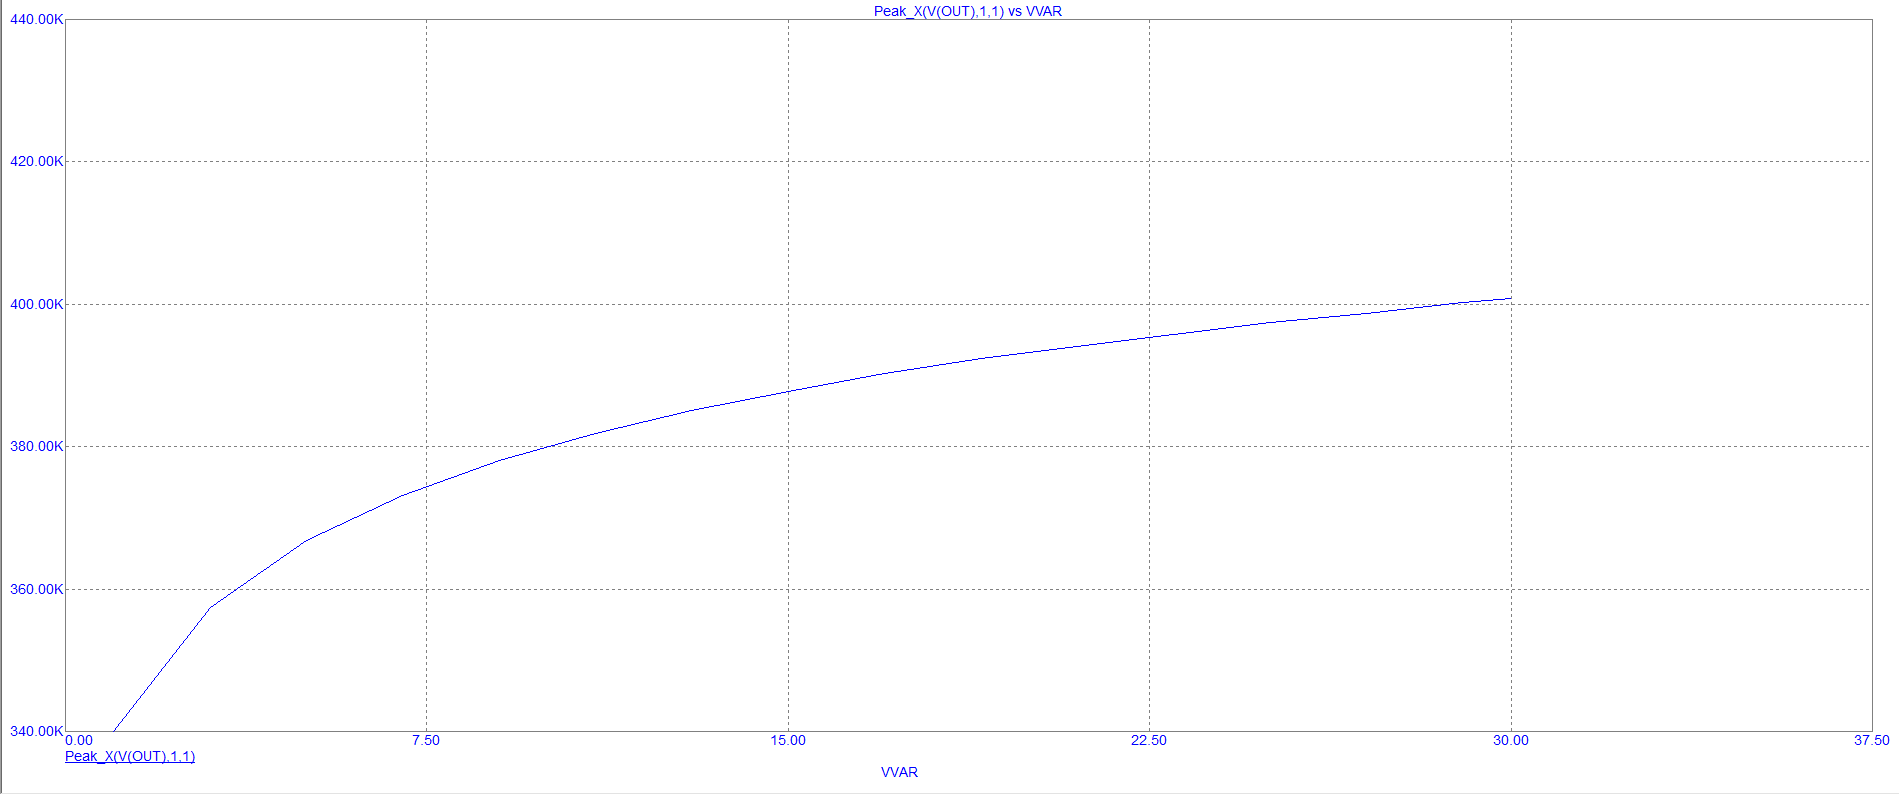 Peak_X(V(OUT),1,1) vs VVAR
440.00K
420.00K
400.00K
380.00K
360.00K
340.00K
0.00 7.50 15.00 22.50 30.00 37.50
Peak_X(V(OUT),1,1)
VVAR